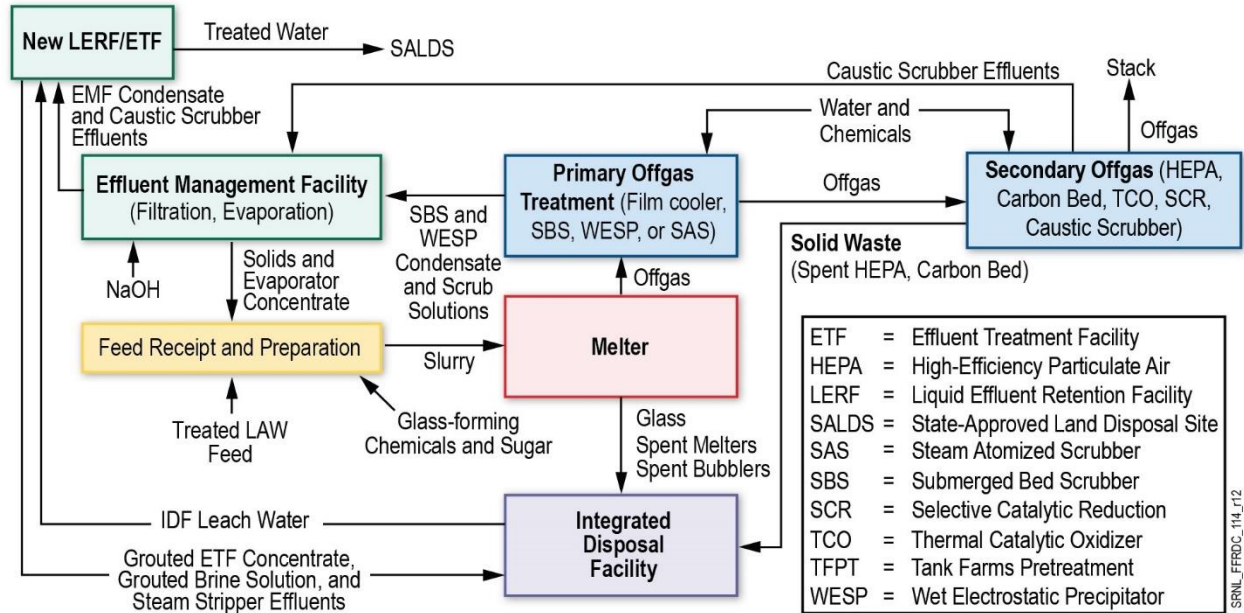 New LERF/ETF
Treated Water
SALDS
EMF Condensate
and Caustic Scrubber
Effluents
Caustic Scrubber Effluents
Stack
Offgas
Water and
Chemicals
Effluent Management Facility
(Filtration, Evaporation)
SBS and
WESP
Condensate
and Scrub
Solutions
Primary Offgas
Treatment (Film cooler,
SBS, WESP, or SAS)
Offgas
Secondary Offgas (HEPA,
Carbon Bed, TCO, SCR,
Caustic Scrubber)
Solid Waste
(Spent HEPA, Carbon Bed)
NaOH
Solids and
Evaporator
Concentrate
Offgas
Feed Receipt and Preparation
Slurry
Melter
Treated LAW
Feed
Glass-forming
Chemicals and Sugar
Glass
Spent Melters
Spent Bubblers
IDF Leach Water
Grouted ETF Concentrate,
Grouted Brine Solution, and
Steam Stripper Effluents
Integrated
Disposal
Facility
ETF = Effluent Treatment Facility
HEPA = High-Efficiency Particulate Air
LERF = Liquid Effluent Retention Facility
SALDS = State-Approved Land Disposal Site
SAS = Steam Atomized Scrubber
SBS = Submerged Bed Scrubber
SCR = Selective Catalytic Reduction
TCO = Thermal Catalytic Oxidizer
TFPT = Tank Farms Pretreatment
WESP = Wet Electrostatic Precipitator
SRNL_FFRDC_114_r12